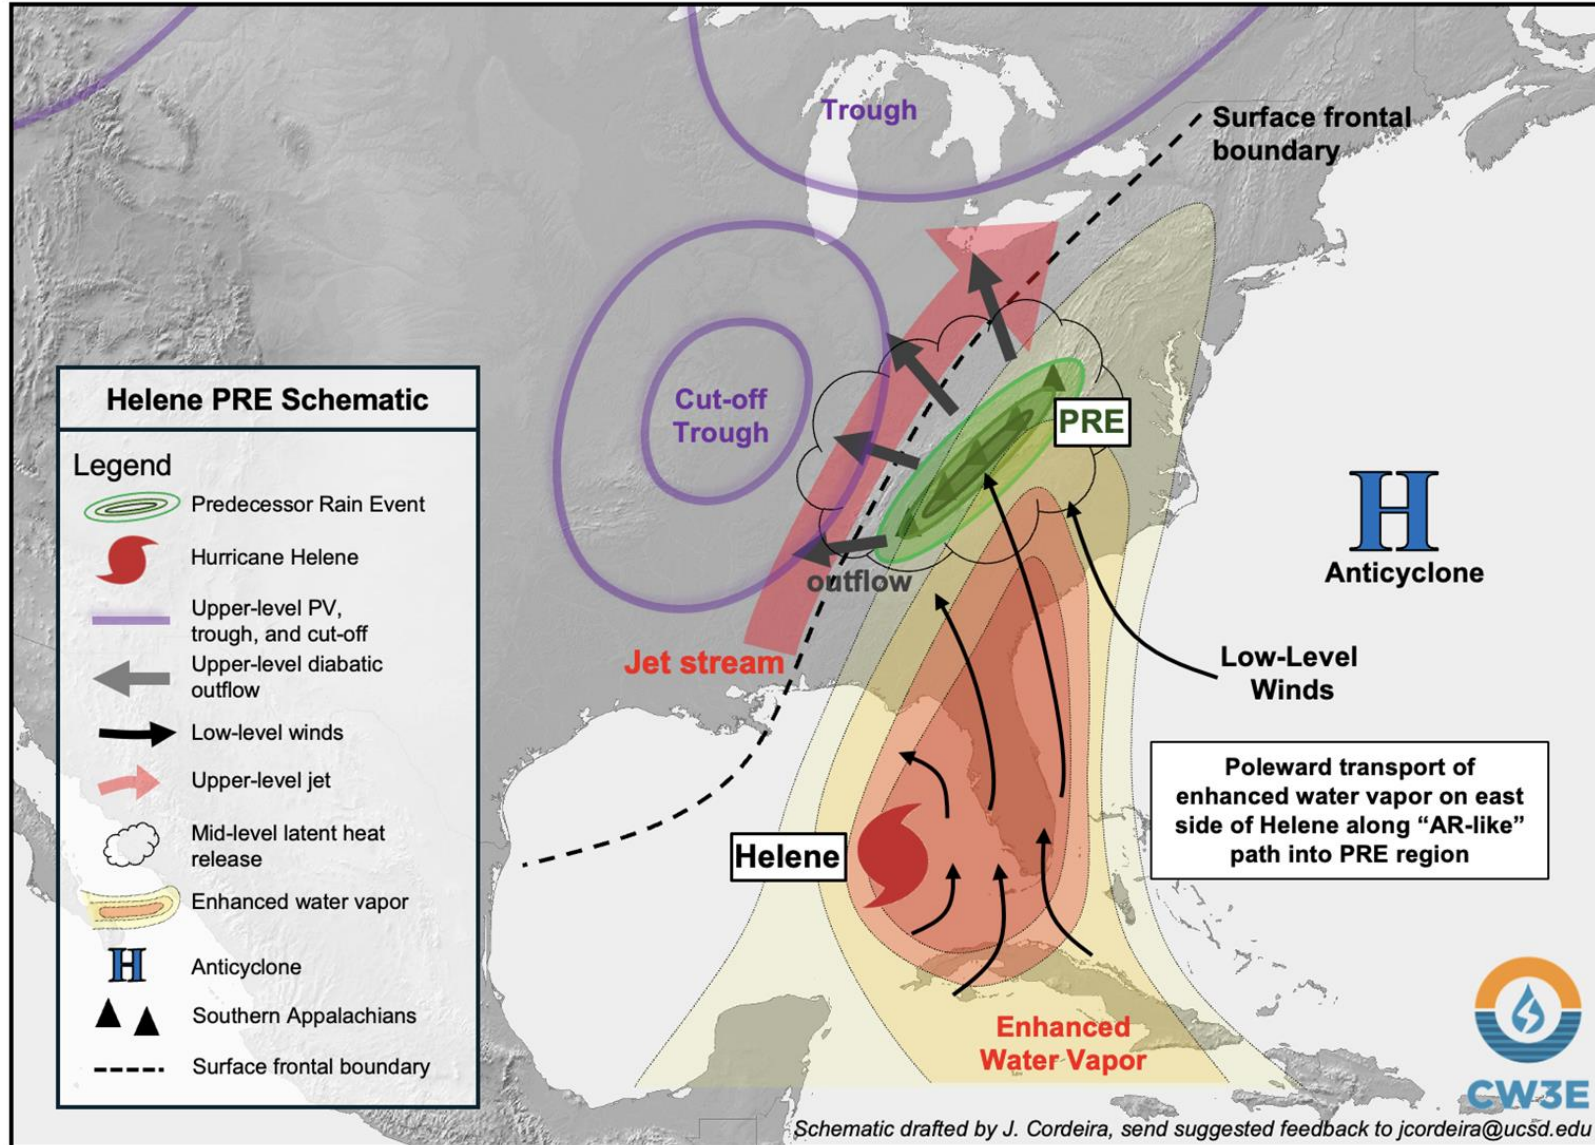 Trough
Surface frontal
boundary
Cut-off
Trough
PRE
H
Anticyclone
outflow
Jet stream
Low-Level
Winds
Poleward transport of
enhanced water vapor on east
side of Helene along “AR-like”
path into PRE region
Helene
Enhanced
Water Vapor
Helene PRE Schematic
Legend
Predecessor Rain Event
Hurricane Helene
Upper-level PV,
trough, and cut-off
Upper-level diabatic
outflow
Low-level winds
Upper-level jet
Mid-level latent heat
release
Enhanced water vapor
H
Anticyclone
Southern Appalachians
Surface frontal boundary
CW3E
Schematic drafted by J. Cordeira, send suggested feedback to jcordeira@ucsd.edu